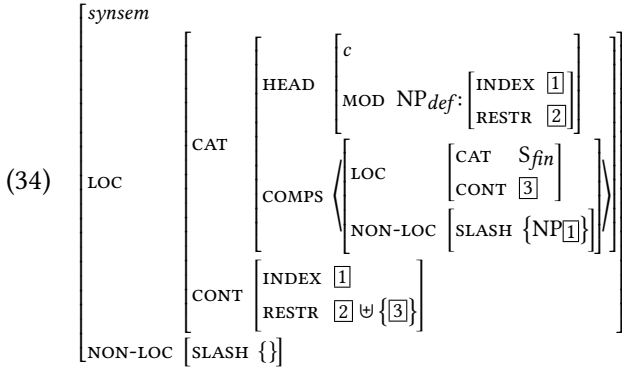 (34)
synsem
LOC
CAT
HEAD
c
MOD NPdef: [INDEX 1
RESTR 2]
COMPS ⟨ LOC [CAT Sfin
CONT 3]
NON-LOC [SLASH {NP1}] ⟩
CONT [INDEX 1
RESTR 2 ⊎ {3}]
NON-LOC [SLASH {}]